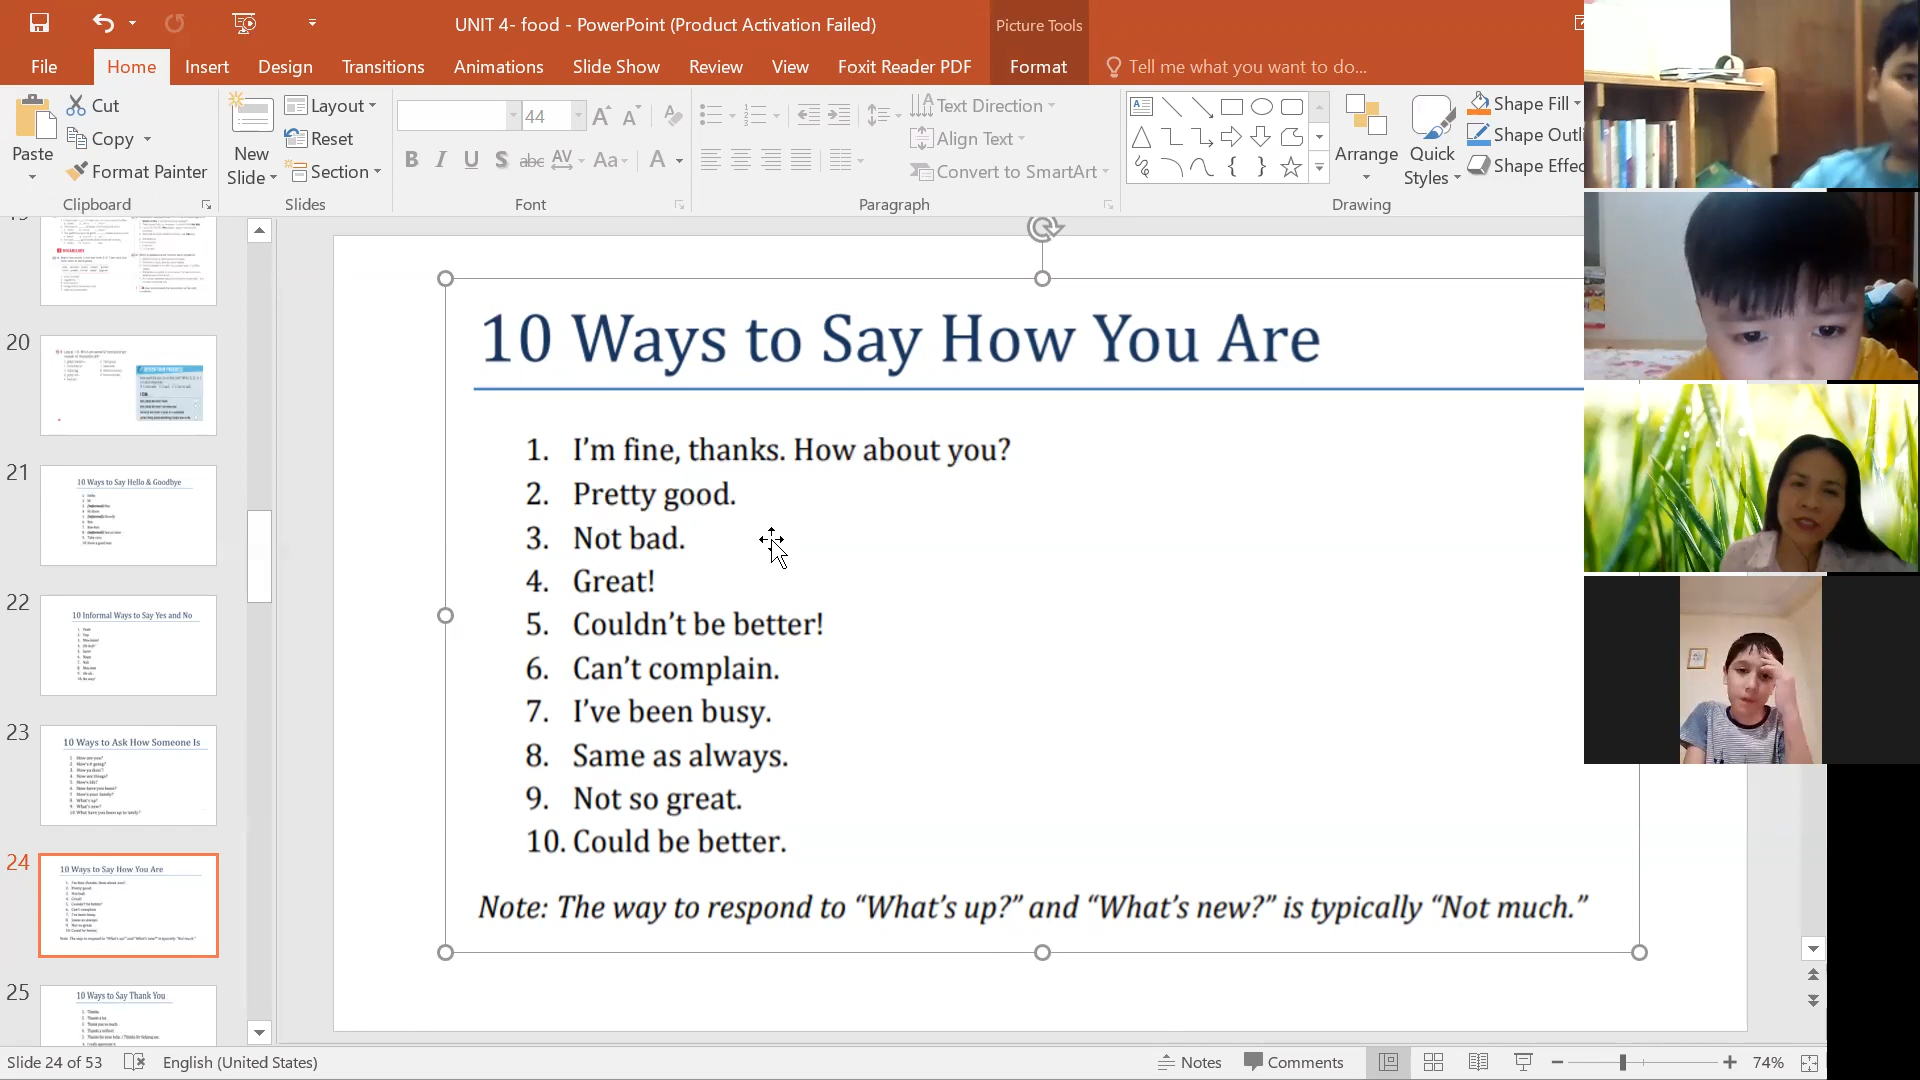 UNIT 4- food - PowerPoint (Product Activation Failed)
Picture Tools
File Home Insert Design Transitions Animations Slide Show Review View Foxit Reader PDF Format Tell me what you want to do...
Paste
Cut
Copy
Format Painter
Clipboard
New Slide
Layout
Reset
Section
Slides
44
B I U S abc AV Aa A
Font
Text Direction
Align Text
Convert to SmartArt
Paragraph
Arrange
Quick Styles
Shape Fill
Shape Outli
Shape Effec
Drawing
20
21
10 Ways to Say Hello & Goodbye
22
10 Informal Ways to Say Yes and No
23
10 Ways to Ask How Someone Is
24
10 Ways to Say How You Are
25
10 Ways to Say Thank You
10 Ways to Say How You Are
1. I’m fine, thanks. How about you?
2. Pretty good.
3. Not bad.
4. Great!
5. Couldn’t be better!
6. Can’t complain.
7. I’ve been busy.
8. Same as always.
9. Not so great.
10. Could be better.
Note: The way to respond to “What’s up?” and “What’s new?” is typically “Not much.”
Slide 24 of 53 English (United States) Notes Comments 74%